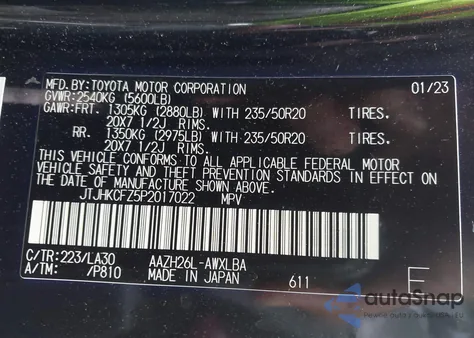 MFD.BY:TOYOTA MOTOR CORPORATION 01/23
GVWR:2540KG (5600LB)
GAWR:FRT. 1305KG (2880LB) WITH 235/50R20 TIRES.
20X7 1/2J RIMS.
RR. 1350KG (2975LB) WITH 235/50R20 TIRES.
20X7 1/2J RIMS.
THIS VEHICLE CONFORMS TO ALL APPLICABLE FEDERAL MOTOR
VEHICLE SAFETY AND THEFT PREVENTION STANDARDS IN EFFECT ON
THE DATE OF MANUFACTURE SHOWN ABOVE.
JTJHKCFZ5P2017022 MPV
C/TR:223/LA30 AAZH26L-AWXLBA
A/TM: /P810 MADE IN JAPAN 611 E
autoSnap